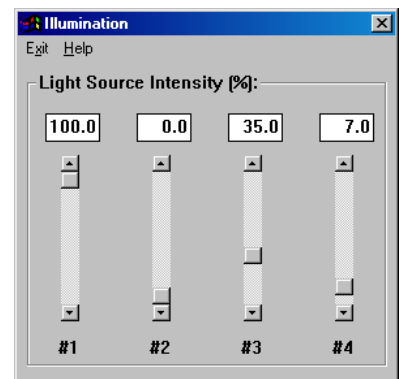 Illumination
Exit Help
Light Source Intensity (%):
100.0 0.0 35.0 7.0
#1 #2 #3 #4